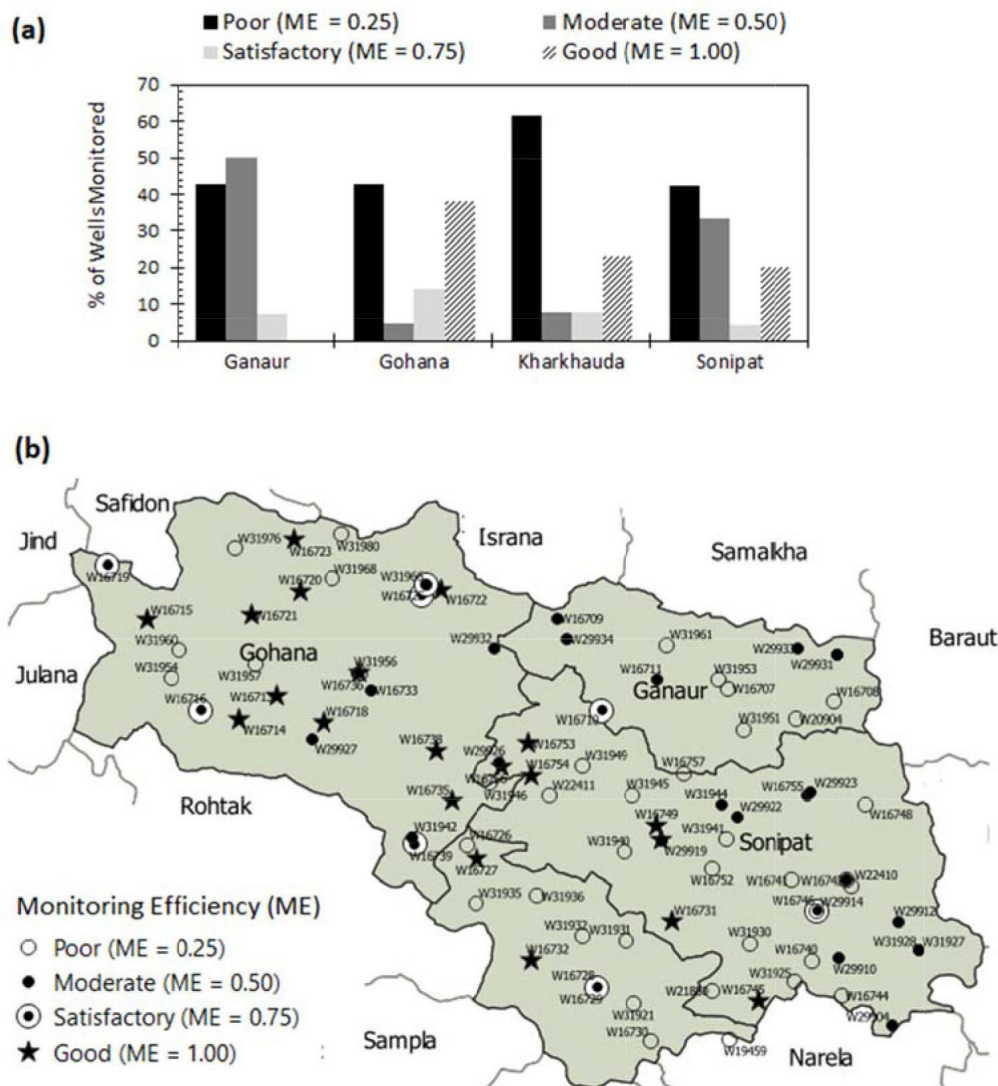 (a)
Poor (ME = 0.25) Moderate (ME = 0.50)
Satisfactory (ME = 0.75) Good (ME = 1.00)
% of Wells Monitored
70
60
50
40
30
20
10
0
Ganaur Gohana Kharkhauda Sonipat
(b)
Safidon
Jind
Israna
Samalkha
Baraut
Julana
Rohtak
Sampla
Narela
Gohana
Ganaur
Sonipat
W31976
W16723
W31980
W16719
W16720
W31968
W16722
W16715
W16721
W16709
W29932
W29934
W31961
W29931
W31960
W31954
W31957
W31956
W16736
W16733
W16711
W31953
W16707
W16708
W16716
W16714
W16718
W29927
W31951
W20904
W16738
W29926
W16753
W16754
W31949
W16757
W31946
W22411
W31945
W31944
W16755
W29923
W29922
W16748
W16735
W16749
W31942
W16739
W16726
W16727
W31940
W29919
W31941
W16752
W16741
W22410
W16746
W29914
W31935
W31936
W16731
W29912
W31932
W31931
W31930
W31928
W31927
W16732
W16740
W29910
W16728
W16729
W31925
W16745
W16744
W31921
W16730
W19459
W29904
Monitoring Efficiency (ME)
Poor (ME = 0.25)
Moderate (ME = 0.50)
Satisfactory (ME = 0.75)
Good (ME = 1.00)